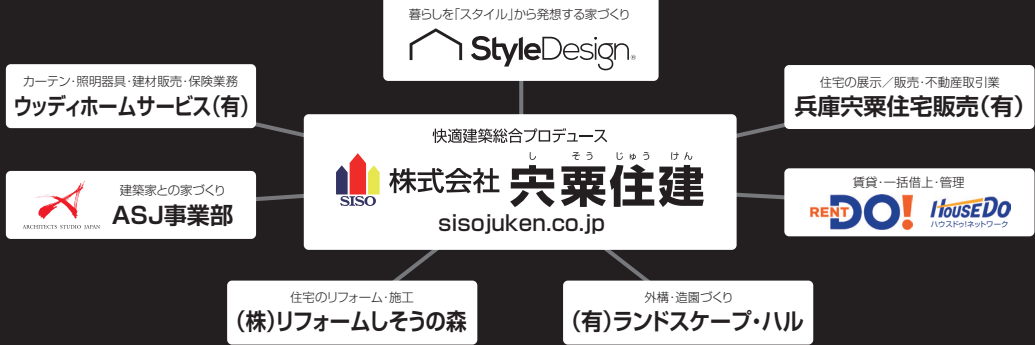 暮らしを「スタイル」から発想する家づくり
StyleDesign®
カーテン・照明器具・建材販売・保険業務
ウッディホームサービス(有)
住宅の展示/販売・不動産取引業
兵庫宍粟住宅販売(有)
快適建築総合プロデュース
し そう じゅう けん
SISO 株式会社 宍粟住建
sisojuken.co.jp
建築家との家づくり
ARCHITECTS STUDIO JAPAN ASJ事業部
賃貸・一括借上・管理
RENT DO! HOUSE DO
ハウスドゥ!ネットワーク
住宅のリフォーム・施工
(株)リフォームしそうの森
外構・造園づくり
(有)ランドスケープ・ハル